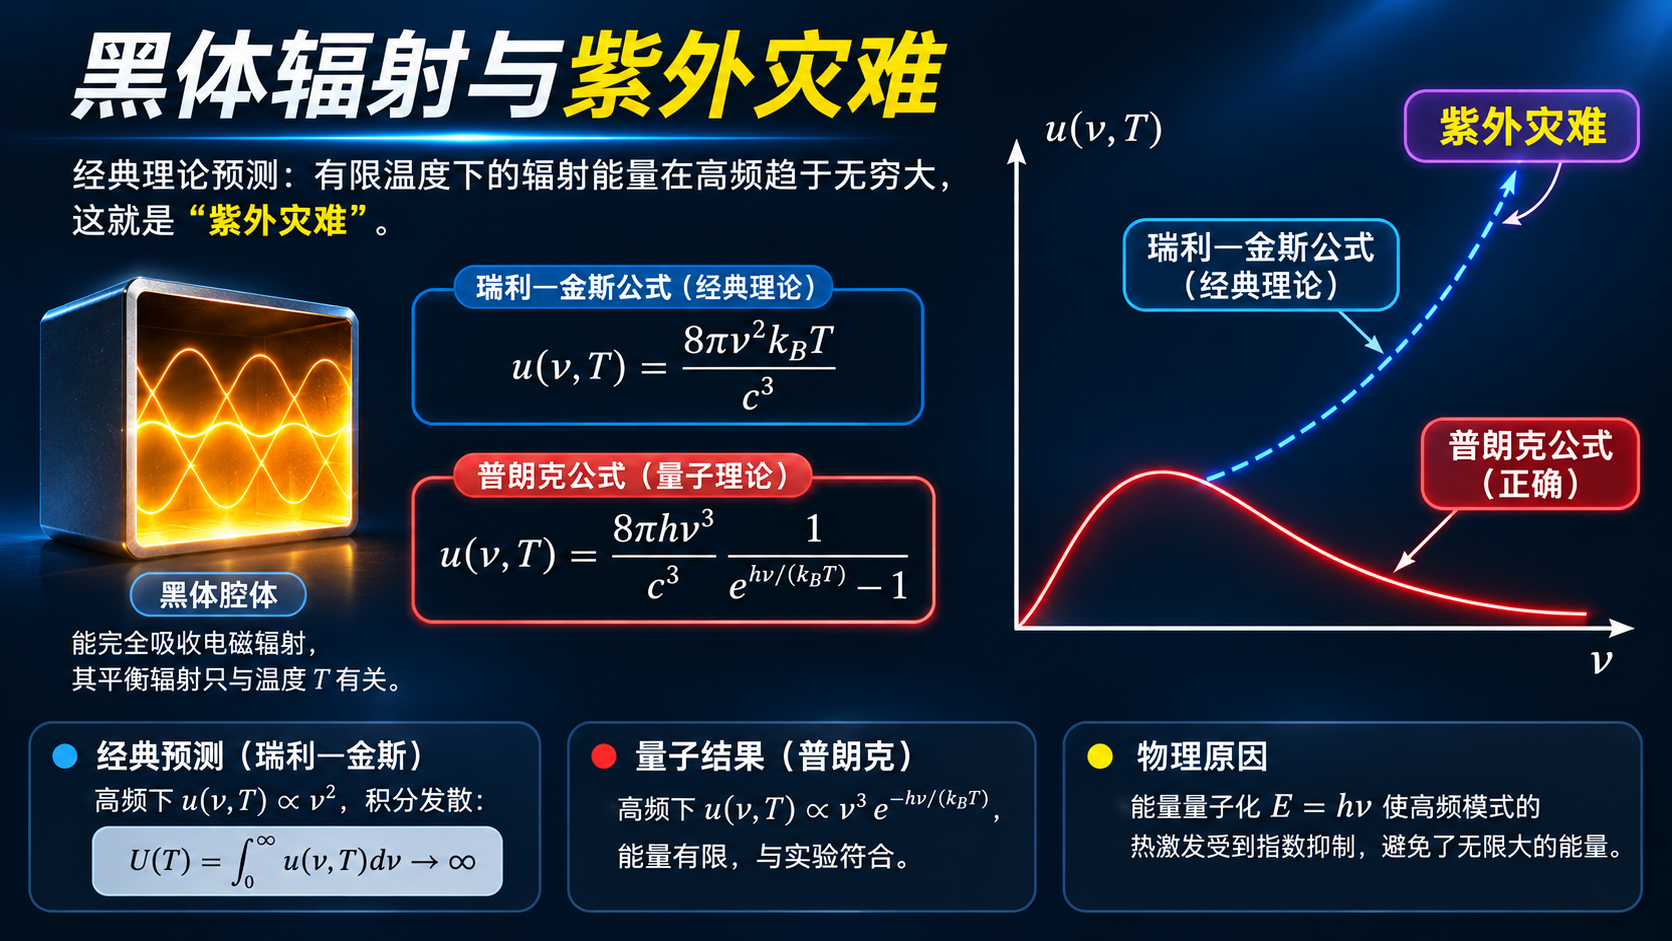 黑体辐射与紫外灾难
经典理论预测：有限温度下的辐射能量在高频趋于无穷大，
这就是“紫外灾难”。
瑞利—金斯公式（经典理论）
u(ν,T) = 8πν²k_BT / c³
普朗克公式（量子理论）
u(ν,T) = 8πhν³ / c³ 1 / e^{hν/(k_BT)} − 1
黑体腔体
能完全吸收电磁辐射，
其平衡辐射只与温度 T 有关。
u(ν,T)
紫外灾难
瑞利—金斯公式
（经典理论）
普朗克公式
（正确）
ν
经典预测（瑞利—金斯）
高频下 u(ν,T) ∝ ν²，积分发散：
U(T) = ∫₀^∞ u(ν,T)dν → ∞
量子结果（普朗克）
高频下 u(ν,T) ∝ ν³ e^{−hν/(k_BT)}，
能量有限，与实验符合。
物理原因
能量量子化 E = hν 使高频模式的
热激发受到指数抑制，避免了无限大的能量。